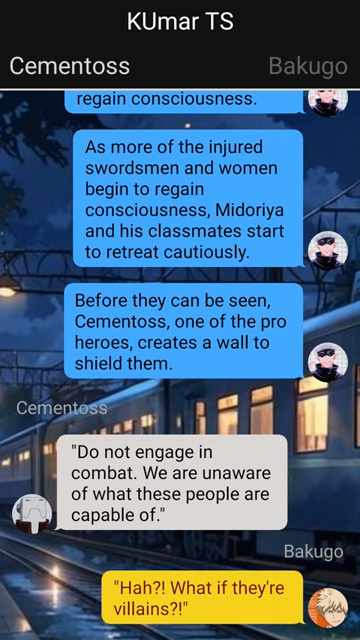 KUmar TS
Cementoss Bakugo
regain consciousness.
As more of the injured
swordsmen and women
begin to regain
consciousness, Midoriya
and his classmates start
to retreat cautiously.
Before they can be seen,
Cementoss, one of the pro
heroes, creates a wall to
shield them.
Cementoss
"Do not engage in
combat. We are unaware
of what these people are
capable of."
Bakugo
"Hah?! What if they're
villains?!"